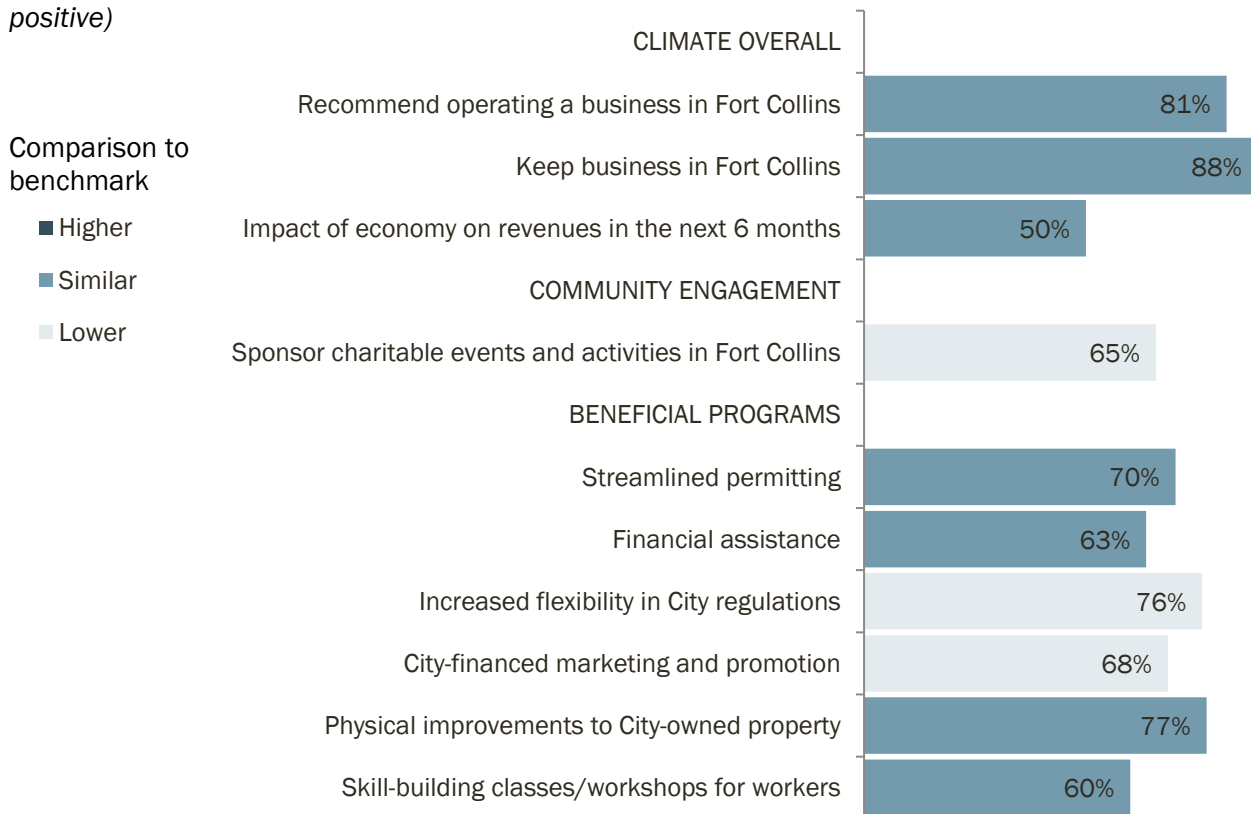 positive)
Comparison to
benchmark
Higher
Similar
Lower
CLIMATE OVERALL
Recommend operating a business in Fort Collins 81%
Keep business in Fort Collins 88%
Impact of economy on revenues in the next 6 months 50%
COMMUNITY ENGAGEMENT
Sponsor charitable events and activities in Fort Collins 65%
BENEFICIAL PROGRAMS
Streamlined permitting 70%
Financial assistance 63%
Increased flexibility in City regulations 76%
City-financed marketing and promotion 68%
Physical improvements to City-owned property 77%
Skill-building classes/workshops for workers 60%